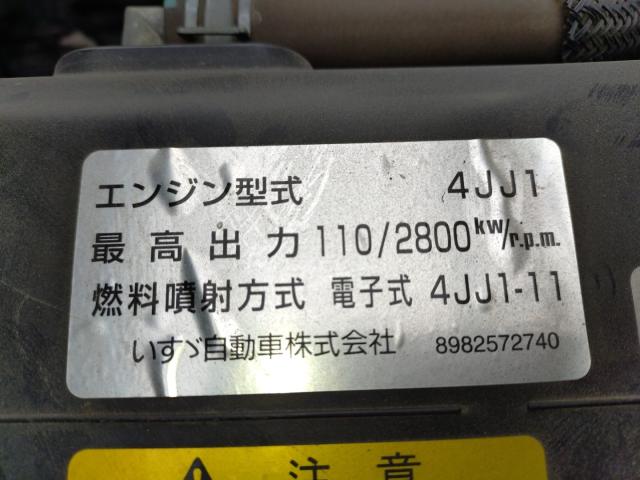 エンジン型式 4JJ1
最高出力 110/2800 kw/r.p.m.
燃料噴射方式 電子式 4JJ1-11
いすゞ自動車株式会社 8982572740
注意